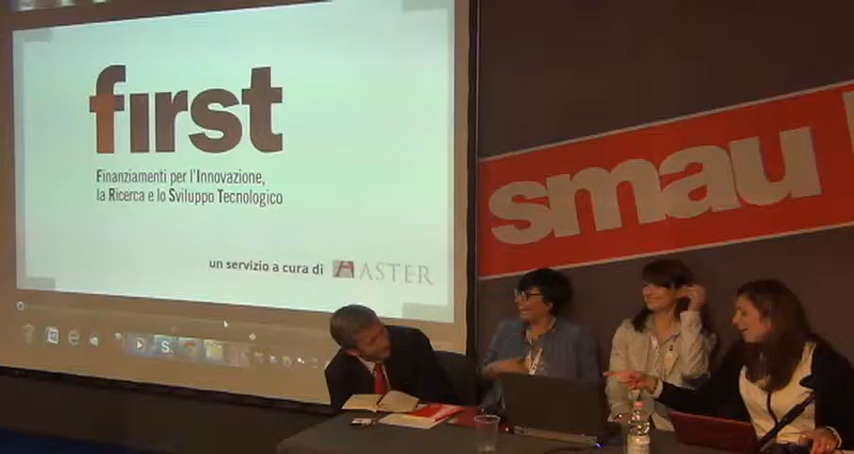 first
Finanziamenti per l'Innovazione,
la Ricerca e lo Sviluppo Tecnologico
un servizio a cura di ASTER
smau